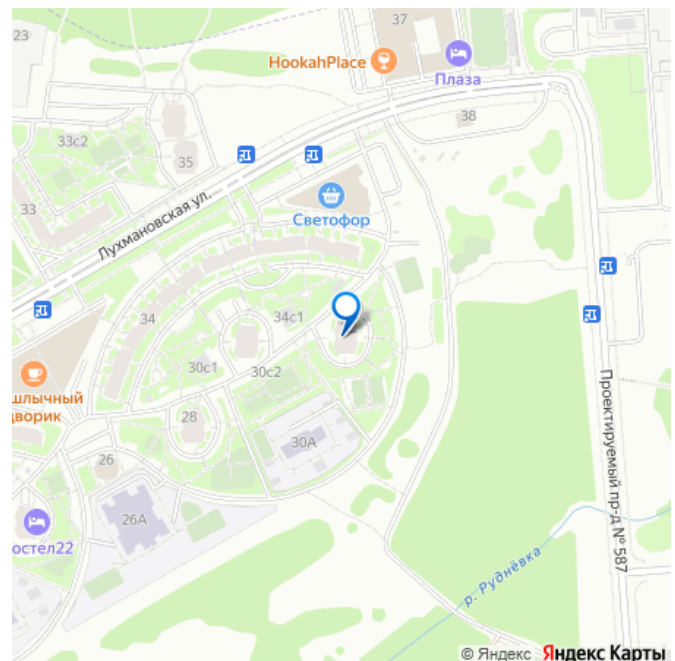 37
23
HookahPlace
Плаза
38
33с2
35
33
Светофор
Лухмановская ул.
34с1
34
30с1
30с2
шлычный
дворик
28
30А
Проектируемый пр-д № 587
26
26А
остел22
р. Руднёвка
© Яндекс Яндекс Карты